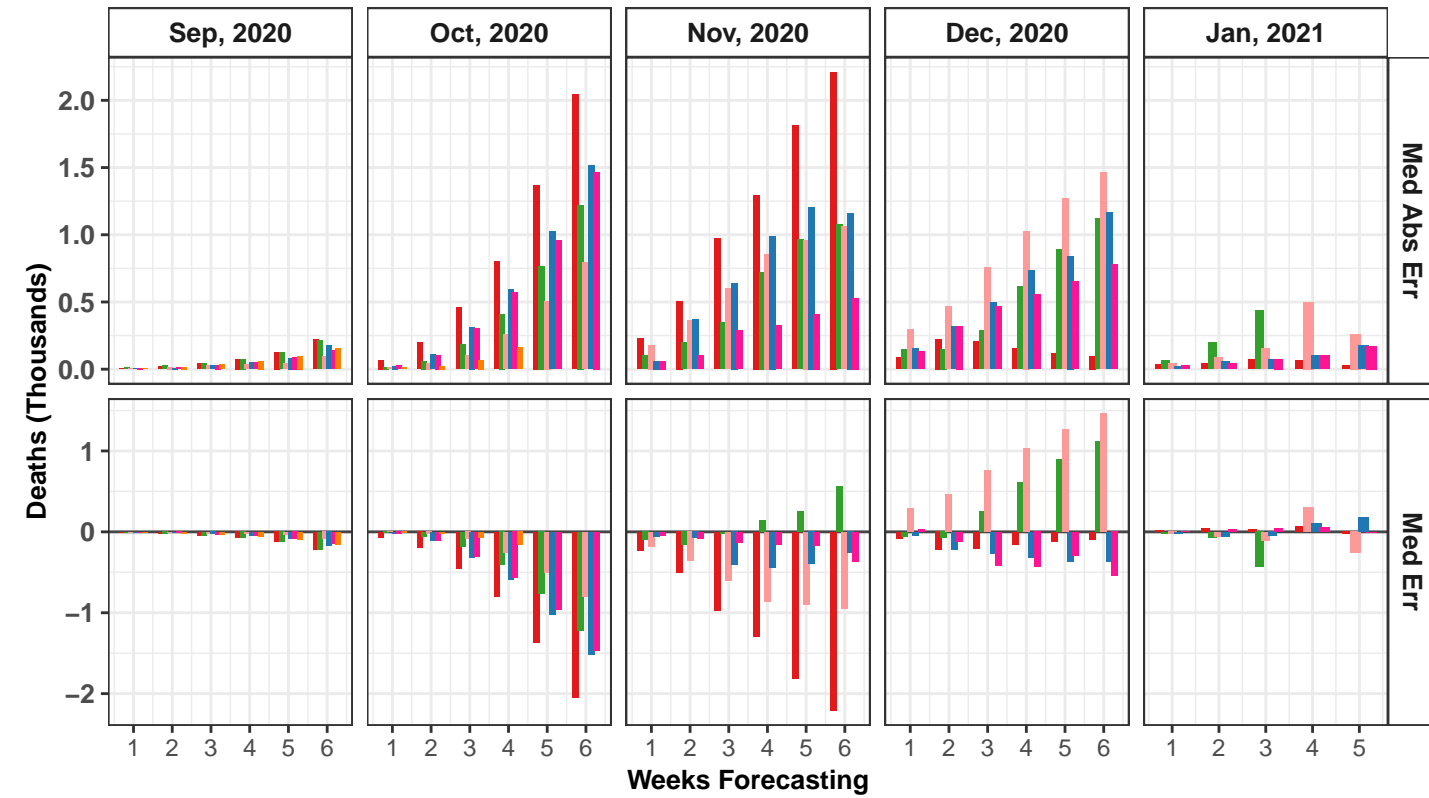 Sep, 2020 Oct, 2020 Nov, 2020 Dec, 2020 Jan, 2021
2.0
1.5
1.0
0.5
0.0
Med Abs Err
Deaths (Thousands)
1
0
−1
−2
Med Err
1 2 3 4 5 6 1 2 3 4 5 6 1 2 3 4 5 6 1 2 3 4 5 6 1 2 3 4 5
Weeks Forecasting